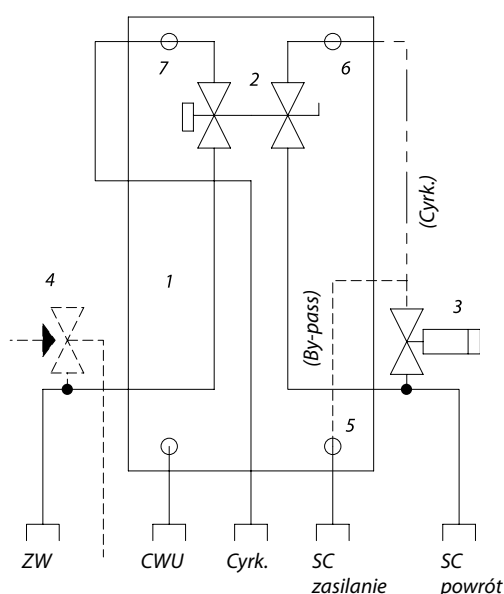 7
2
6
(Cyrk.)
4
1
3
(By-pass)
5
ZW
CWU
Cyrk.
SC
zasilanie
SC
powrót